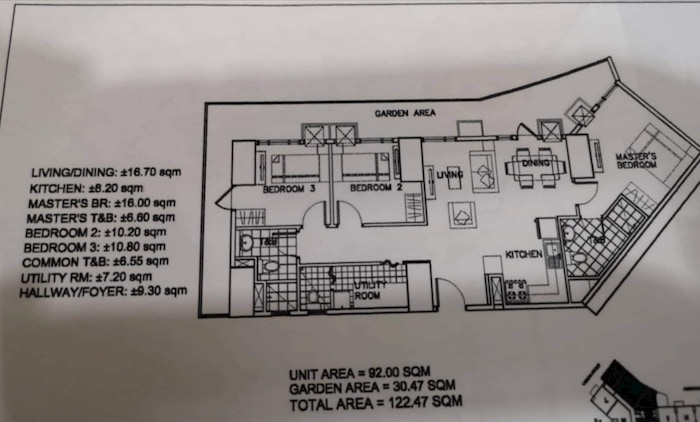 GARDEN AREA
LIVING/DINING: ±16.70 sqm
KITCHEN: ±8.20 sqm
MASTER'S BR: ±16.00 sqm
MASTER'S T&B: ±6.60 sqm
BEDROOM 2: ±10.20 sqm
BEDROOM 3: ±10.80 sqm
COMMON T&B: ±6.55 sqm
UTILITY RM: ±7.20 sqm
HALLWAY/FOYER: ±9.30 sqm
BEDROOM 3
BEDROOM 2
LIVING
DINING
MASTER'S
BEDROOM
T&B
UTILITY
ROOM
KITCHEN
T&B
UNIT AREA = 92.00 SQM
GARDEN AREA = 30.47 SQM
TOTAL AREA = 122.47 SQM